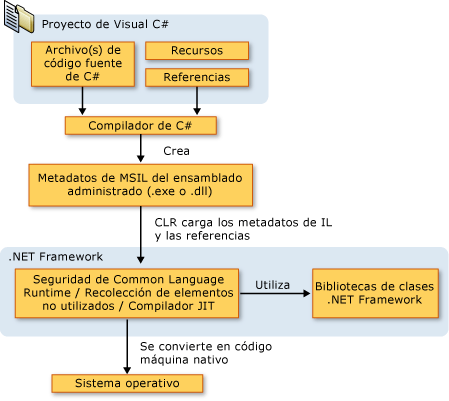 Proyecto de Visual C#
Archivo(s) de
código fuente
de C#
Recursos
Referencias
Compilador de C#
Crea
Metadatos de MSIL del ensamblado
administrado (.exe o .dll)
CLR carga los metadatos de IL
y las referencias
.NET Framework
Seguridad de Common Language
Runtime / Recolección de elementos
no utilizados / Compilador JIT
Utiliza
Bibliotecas de clases
.NET Framework
Se convierte en código
máquina nativo
Sistema operativo